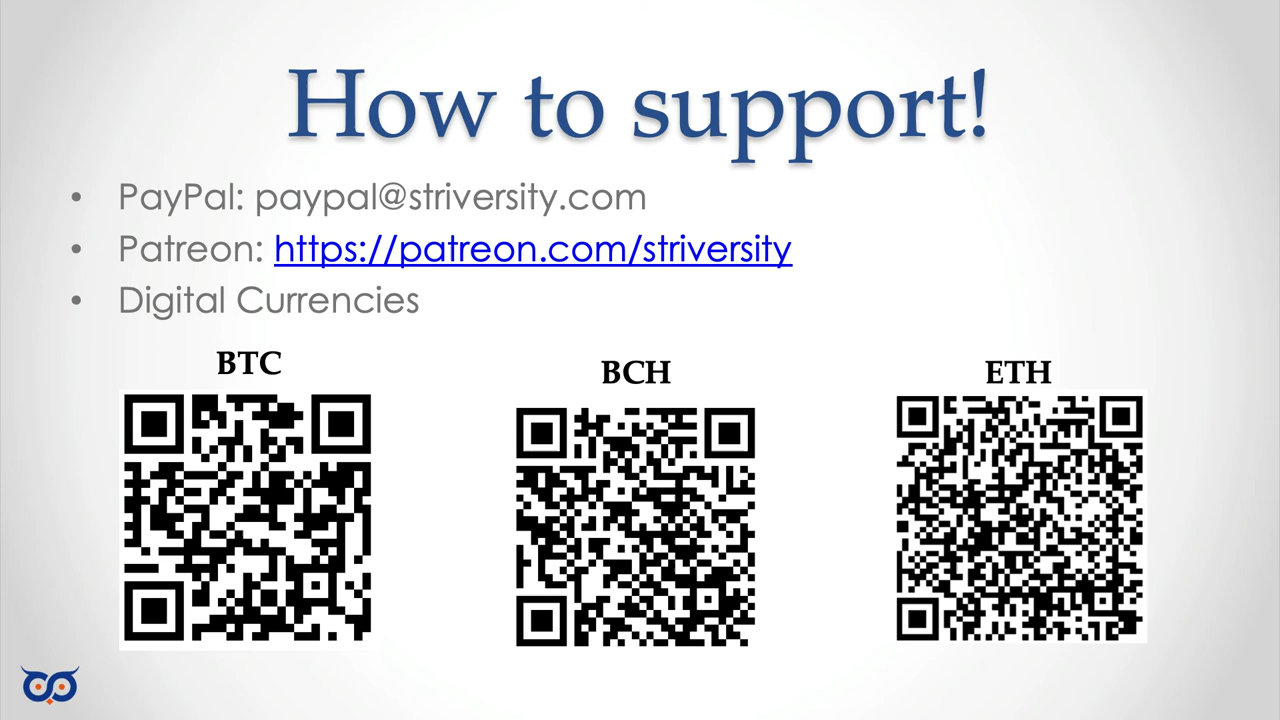 How to support!
• PayPal: paypal@striversity.com
• Patreon: https://patreon.com/striversity
• Digital Currencies
BTC
BCH
ETH